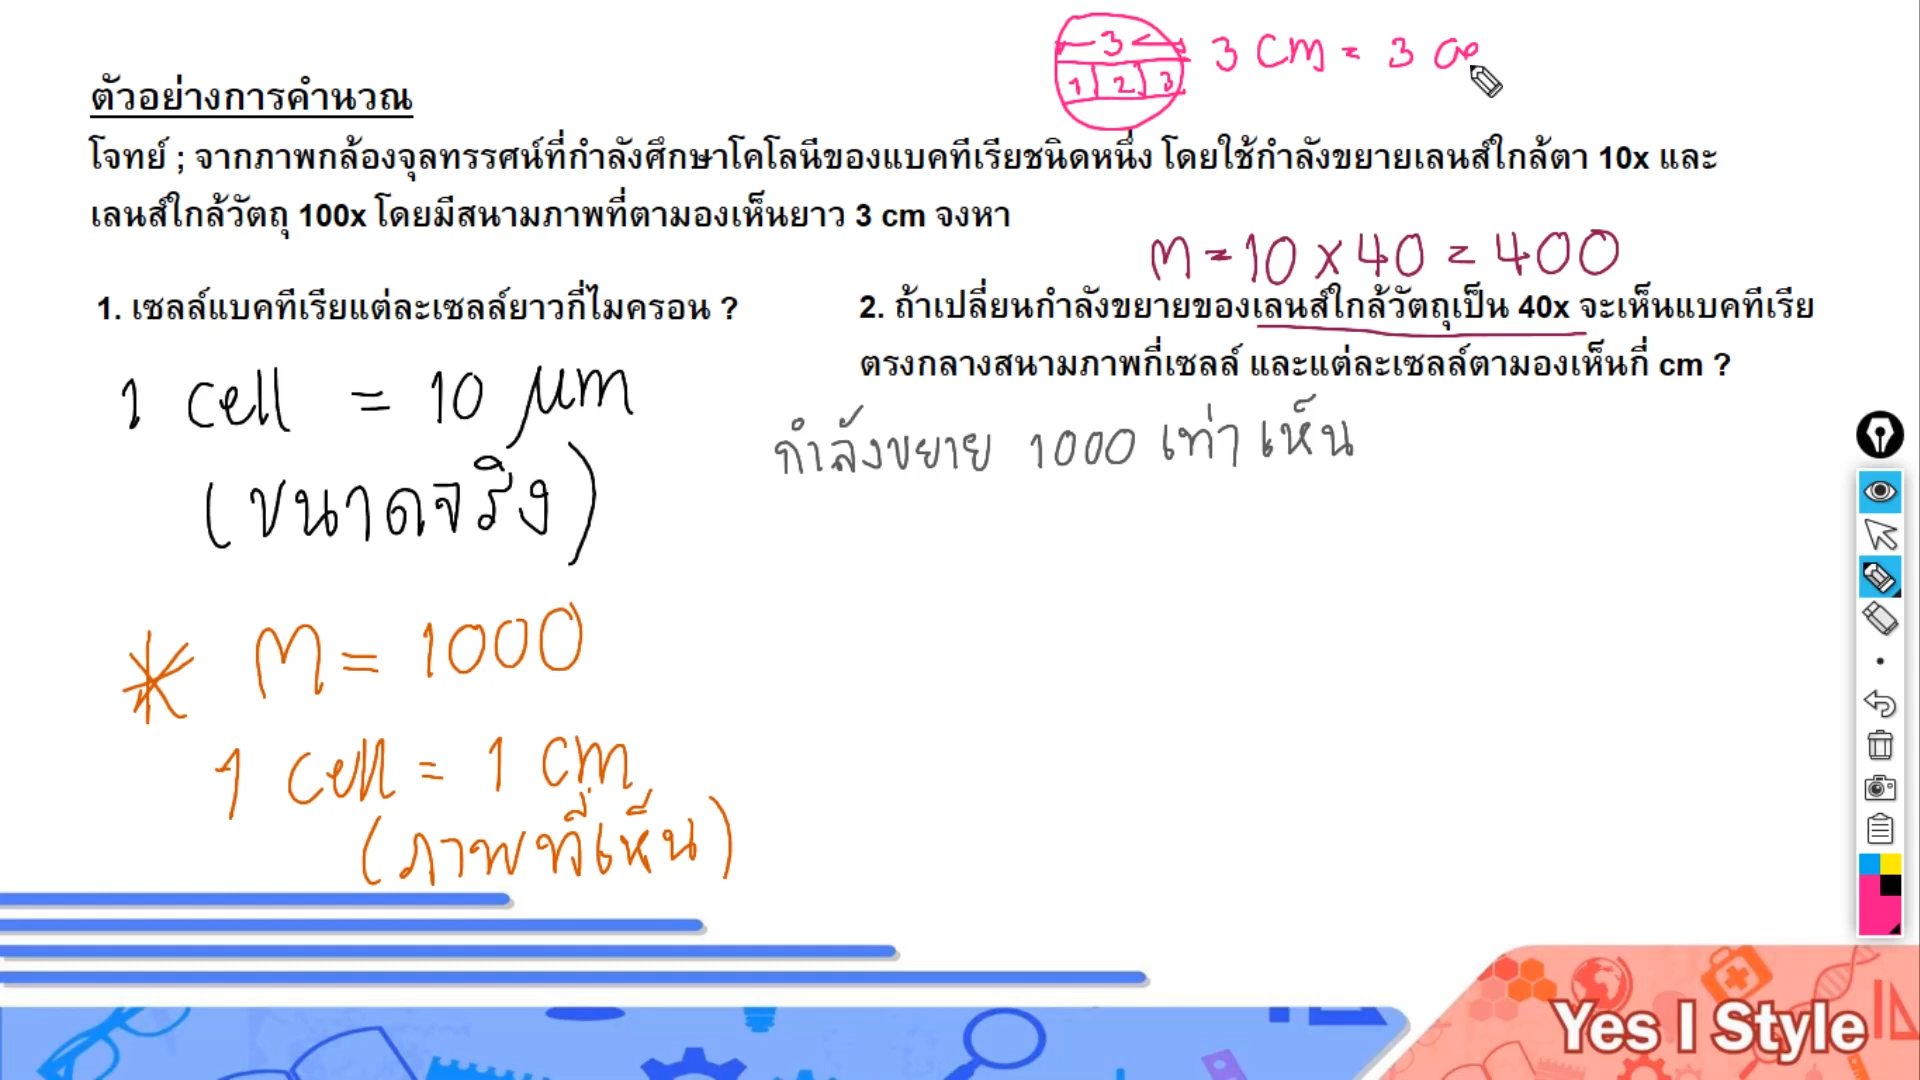 3 3 cm = 3 ce
1 2 3
ตัวอย่างการคำนวณ
โจทย์ ; จากภาพกล้องจุลทรรศน์ที่กำลังศึกษาโคโลนีของแบคทีเรียชนิดหนึ่ง โดยใช้กำลังขยายเลนส์ใกล้ตา 10x และ
เลนส์ใกล้วัตถุ 100x โดยมีสนามภาพที่ตามองเห็นยาว 3 cm จงหา
M = 10 x 40 = 400
1. เซลล์แบคทีเรียแต่ละเซลล์ยาวกี่ไมครอน ?
1 cell = 10 µm
(ขนาดจริง)
* M = 1000
1 cell = 1 cm
(ภาพที่เห็น)
2. ถ้าเปลี่ยนกำลังขยายของเลนส์ใกล้วัตถุเป็น 40x จะเห็นแบคทีเรีย
ตรงกลางสนามภาพกี่เซลล์ และแต่ละเซลล์ตามองเห็นกี่ cm ?
กำลังขยาย 1000 เท่า เห็น
Yes I Style